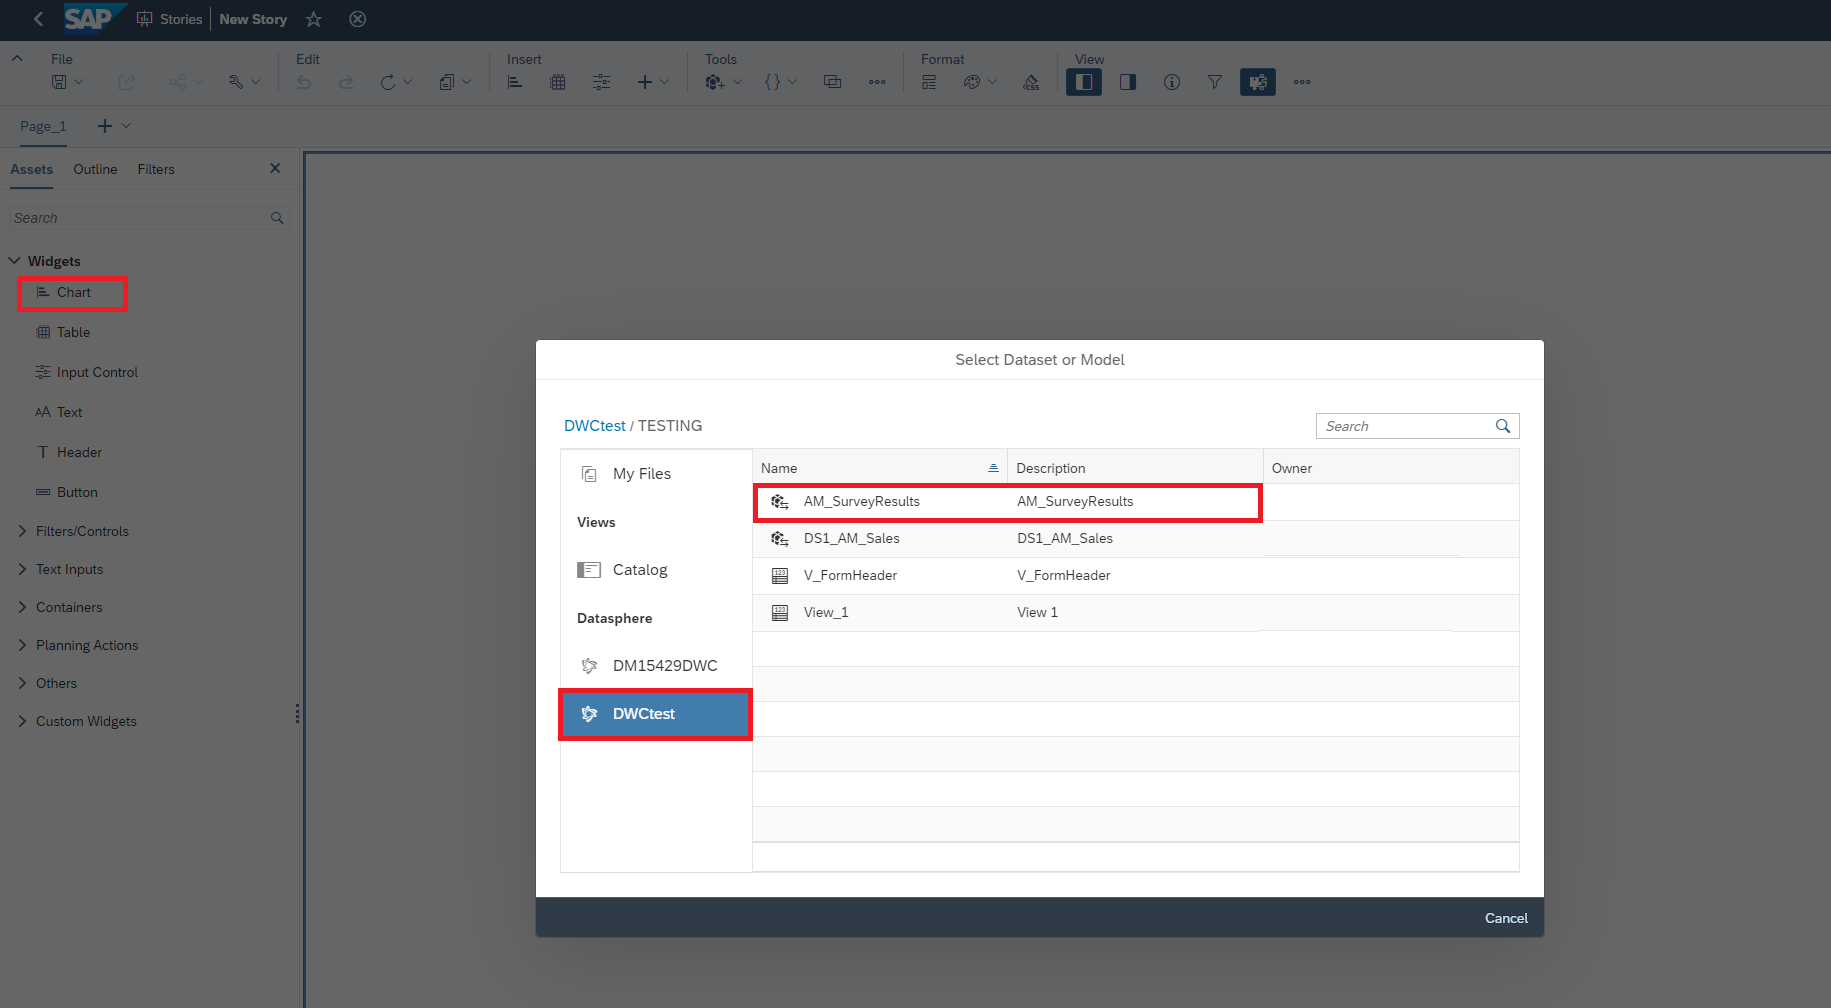 SAP Stories New Story
File Edit Insert Tools Format View
Page_1
Assets Outline Filters
Search
Widgets
Chart
Table
Input Control
AA Text
T Header
Button
Filters/Controls
Text Inputs
Containers
Planning Actions
Others
Custom Widgets
Select Dataset or Model
DWCtest / TESTING
Search
My Files
Views
Catalog
Datasphere
DM15429DWC
DWCtest
Name Description Owner
AM_SurveyResults AM_SurveyResults
DS1_AM_Sales DS1_AM_Sales
V_FormHeader V_FormHeader
View_1 View 1
Cancel